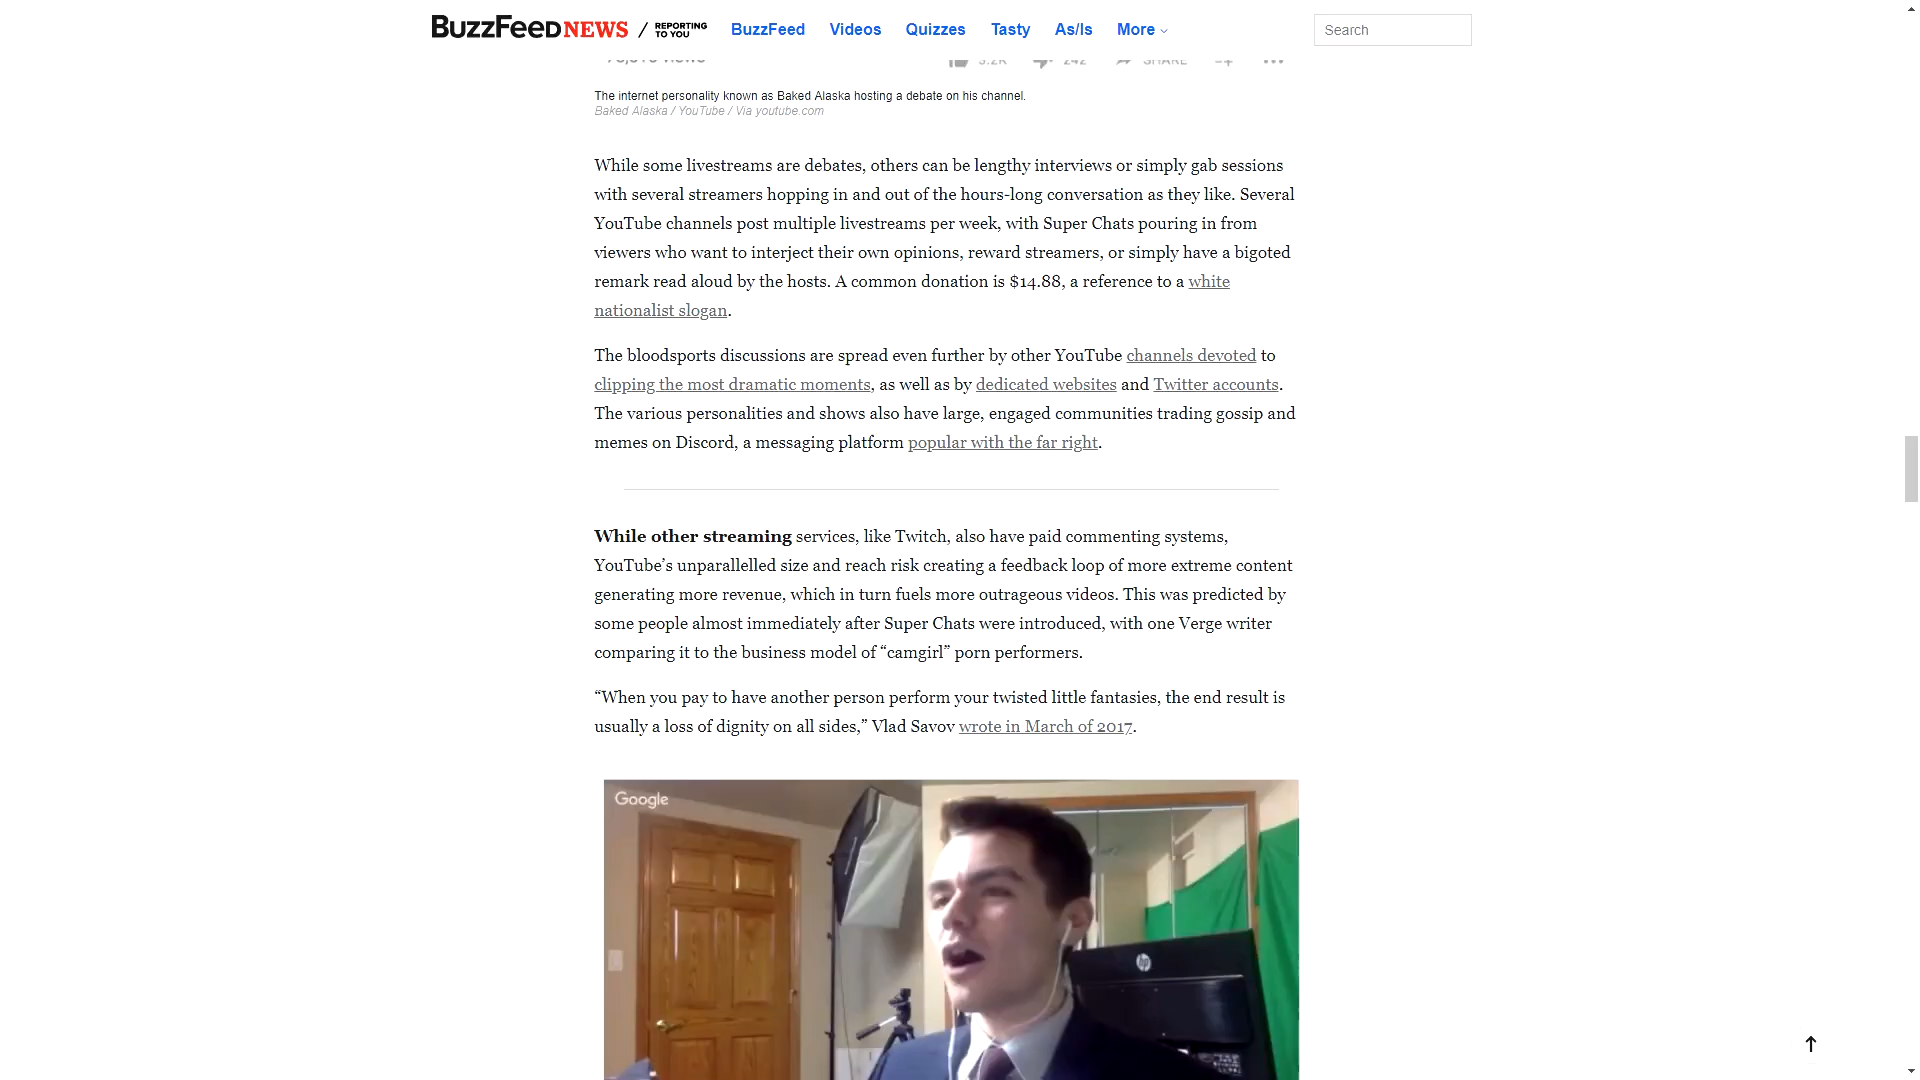 BuzzFeed NEWS / REPORTING TO YOU BuzzFeed Videos Quizzes Tasty As/Is More Search
3.2K 242 SHARE
The internet personality known as Baked Alaska hosting a debate on his channel.
Baked Alaska / YouTube / Via youtube.com
While some livestreams are debates, others can be lengthy interviews or simply gab sessions
with several streamers hopping in and out of the hours-long conversation as they like. Several
YouTube channels post multiple livestreams per week, with Super Chats pouring in from
viewers who want to interject their own opinions, reward streamers, or simply have a bigoted
remark read aloud by the hosts. A common donation is $14.88, a reference to a white
nationalist slogan.
The bloodsports discussions are spread even further by other YouTube channels devoted to
clipping the most dramatic moments, as well as by dedicated websites and Twitter accounts.
The various personalities and shows also have large, engaged communities trading gossip and
memes on Discord, a messaging platform popular with the far right.
While other streaming services, like Twitch, also have paid commenting systems,
YouTube’s unparallelled size and reach risk creating a feedback loop of more extreme content
generating more revenue, which in turn fuels more outrageous videos. This was predicted by
some people almost immediately after Super Chats were introduced, with one Verge writer
comparing it to the business model of “camgirl” porn performers.
“When you pay to have another person perform your twisted little fantasies, the end result is
usually a loss of dignity on all sides,” Vlad Savov wrote in March of 2017.
Google
hp